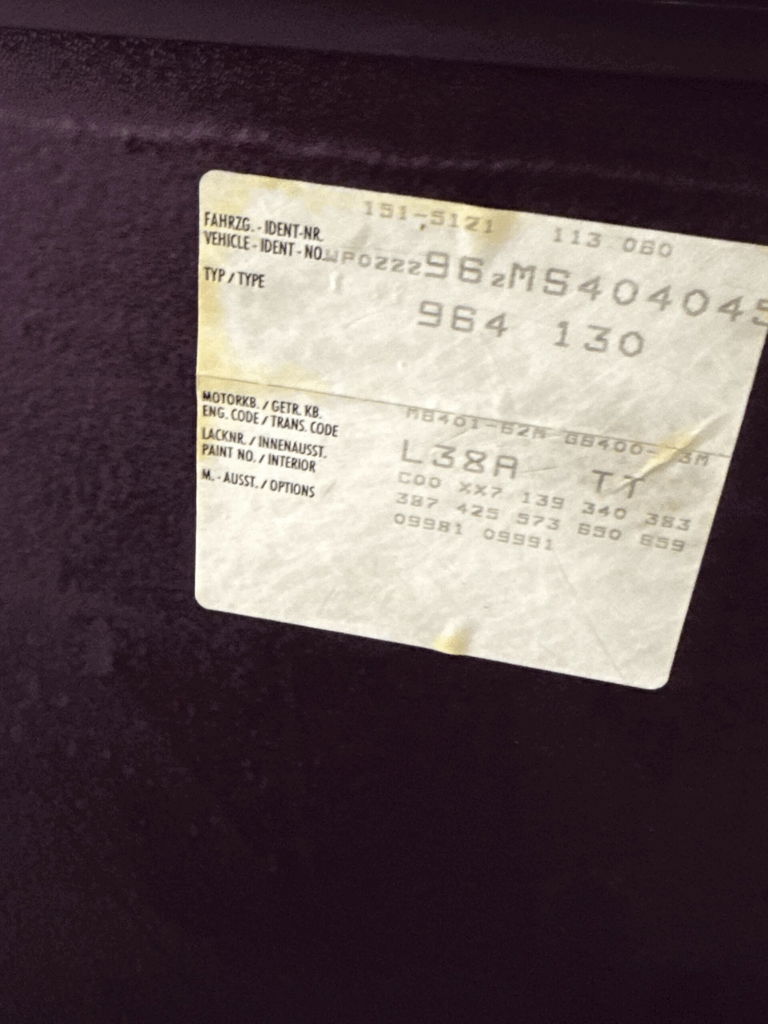 151-5121 113 080
FAHRZG. - IDENT-NR.
VEHICLE - IDENT - NO. WP0ZZZ96ZMS404045
TYP / TYPE 964 130
MOTORKB. / GETR. KB.
ENG. CODE / TRANS. CODE
LACKNR. / INNENAUSST. L38A TT
PAINT NO. / INTERIOR
C00 XX7 139 340 383
M. - AUSST. / OPTIONS 387 425 573 650 659
09981 09991